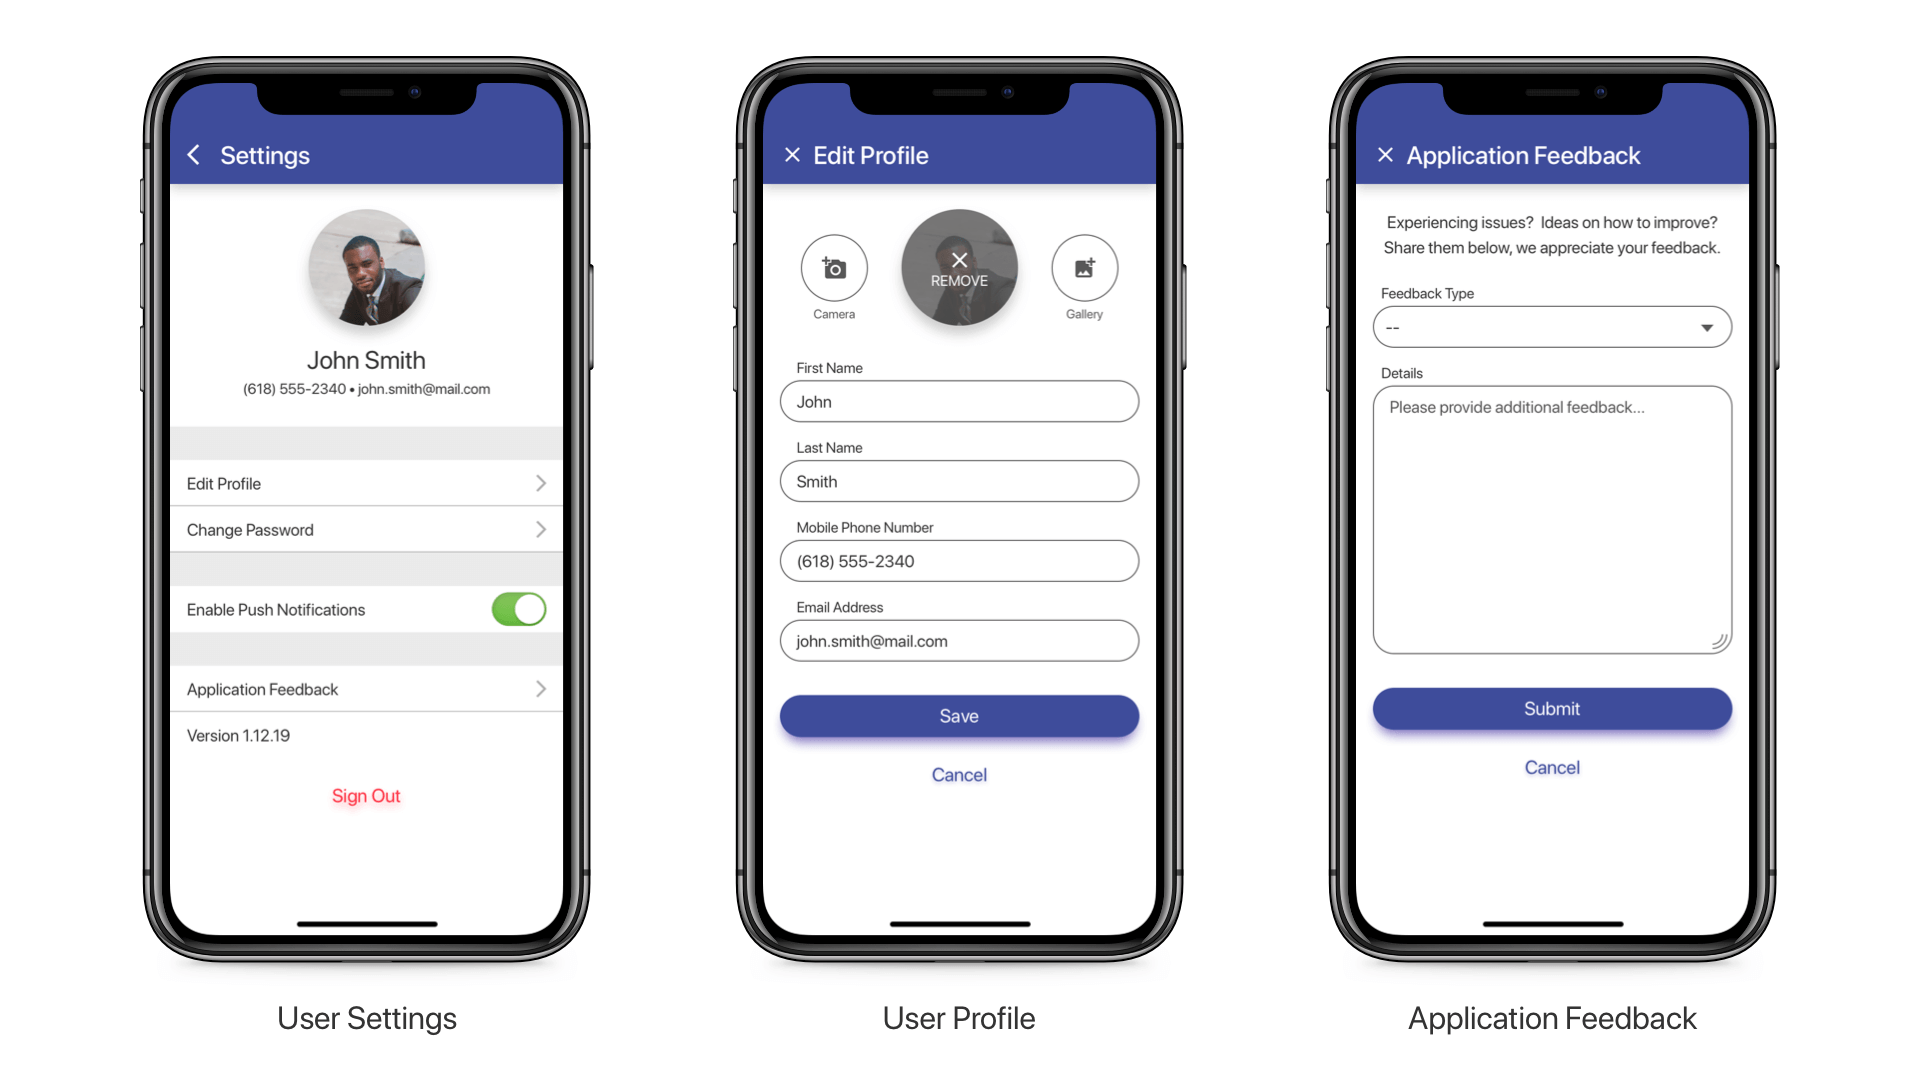 Settings
John Smith
(618) 555-2340 • john.smith@mail.com
Edit Profile
Change Password
Enable Push Notifications
Application Feedback
Version 1.12.19
Sign Out
User Settings
Edit Profile
REMOVE
Camera
Gallery
First Name
John
Last Name
Smith
Mobile Phone Number
(618) 555-2340
Email Address
john.smith@mail.com
Save
Cancel
User Profile
Application Feedback
Experiencing issues?  Ideas on how to improve?
Share them below, we appreciate your feedback.
Feedback Type
--
Details
Please provide additional feedback...
Submit
Cancel
Application Feedback